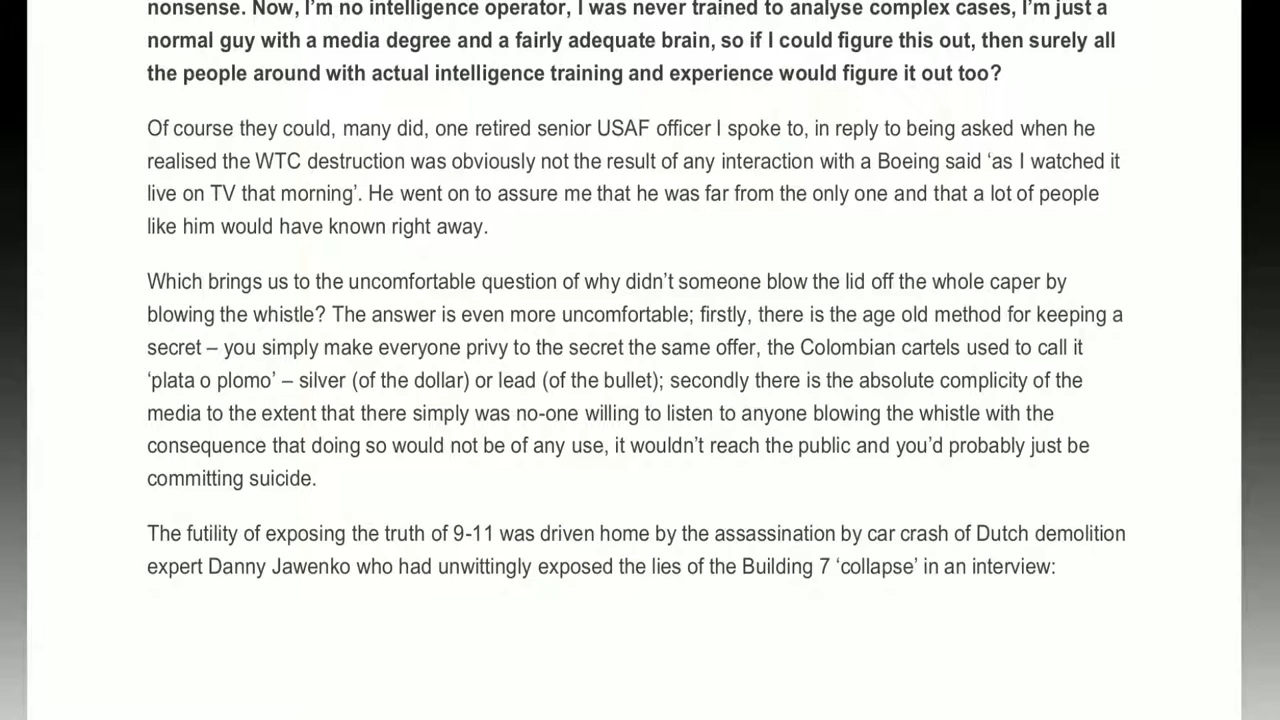 nonsense. Now, I’m no intelligence operator, I was never trained to analyse complex cases, I’m just a
normal guy with a media degree and a fairly adequate brain, so if I could figure this out, then surely all
the people around with actual intelligence training and experience would figure it out too?
Of course they could, many did, one retired senior USAF officer I spoke to, in reply to being asked when he
realised the WTC destruction was obviously not the result of any interaction with a Boeing said ‘as I watched it
live on TV that morning’. He went on to assure me that he was far from the only one and that a lot of people
like him would have known right away.
Which brings us to the uncomfortable question of why didn’t someone blow the lid off the whole caper by
blowing the whistle? The answer is even more uncomfortable; firstly, there is the age old method for keeping a
secret – you simply make everyone privy to the secret the same offer, the Colombian cartels used to call it
‘plata o plomo’ – silver (of the dollar) or lead (of the bullet); secondly there is the absolute complicity of the
media to the extent that there simply was no-one willing to listen to anyone blowing the whistle with the
consequence that doing so would not be of any use, it wouldn’t reach the public and you’d probably just be
committing suicide.
The futility of exposing the truth of 9-11 was driven home by the assassination by car crash of Dutch demolition
expert Danny Jawenko who had unwittingly exposed the lies of the Building 7 ‘collapse’ in an interview: